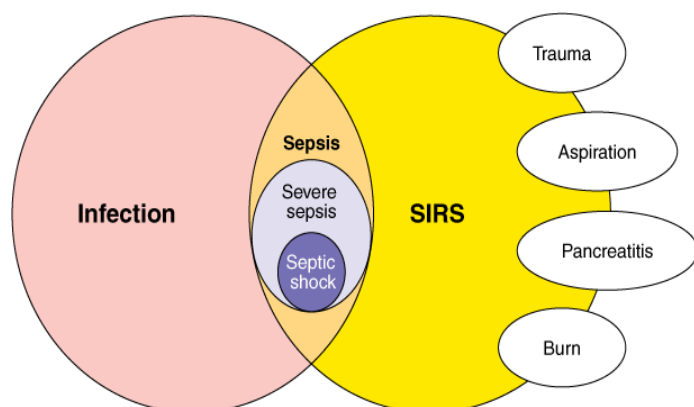 Trauma
Sepsis
Aspiration
Severe
sepsis
Infection
SIRS
Septic
shock
Pancreatitis
Burn